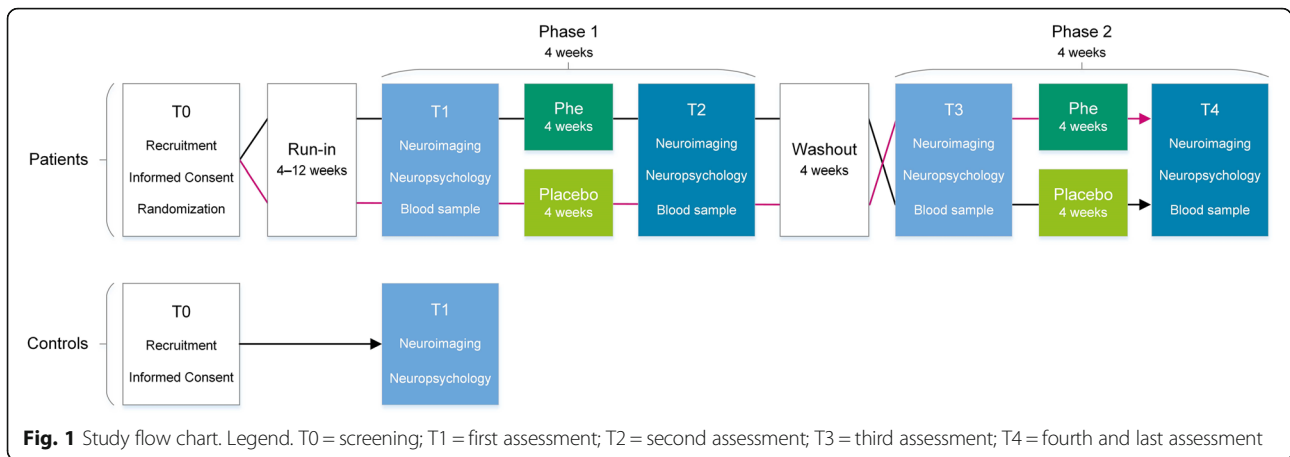 Phase 1
4 weeks
Phase 2
4 weeks
Patients
T0
Recruitment
Informed Consent
Randomization
Run-in
4–12 weeks
T1
Neuroimaging
Neuropsychology
Blood sample
Phe
4 weeks
Placebo
4 weeks
T2
Neuroimaging
Neuropsychology
Blood sample
Washout
4 weeks
T3
Neuroimaging
Neuropsychology
Blood sample
Phe
4 weeks
Placebo
4 weeks
T4
Neuroimaging
Neuropsychology
Blood sample
Controls
T0
Recruitment
Informed Consent
T1
Neuroimaging
Neuropsychology
Fig. 1 Study flow chart. Legend. T0 = screening; T1 = first assessment; T2 = second assessment; T3 = third assessment; T4 = fourth and last assessment